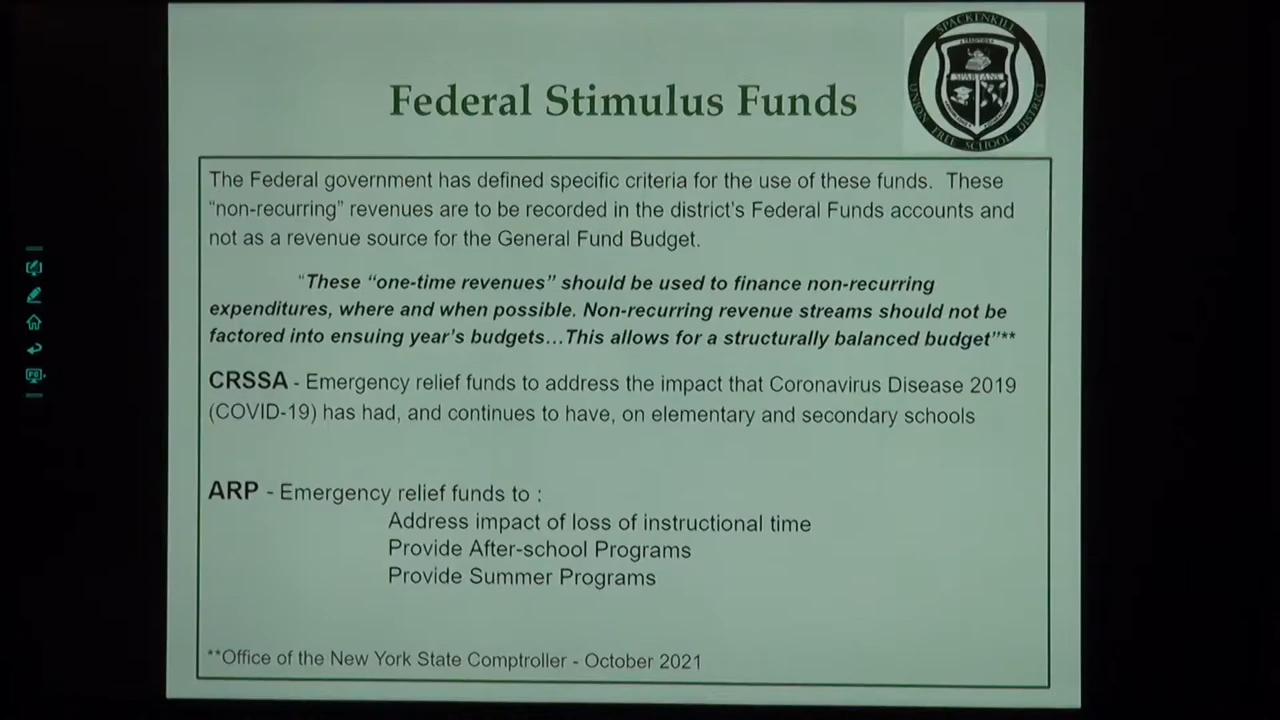 SPACKENKILL
UNION FREE SCHOOL DISTRICT
SPARTANS
Federal Stimulus Funds
The Federal government has defined specific criteria for the use of these funds. These
“non-recurring” revenues are to be recorded in the district's Federal Funds accounts and
not as a revenue source for the General Fund Budget.
“These “one-time revenues” should be used to finance non-recurring
expenditures, where and when possible. Non-recurring revenue streams should not be
factored into ensuing year's budgets…This allows for a structurally balanced budget”**
CRSSA - Emergency relief funds to address the impact that Coronavirus Disease 2019
(COVID-19) has had, and continues to have, on elementary and secondary schools
ARP - Emergency relief funds to :
Address impact of loss of instructional time
Provide After-school Programs
Provide Summer Programs
**Office of the New York State Comptroller - October 2021